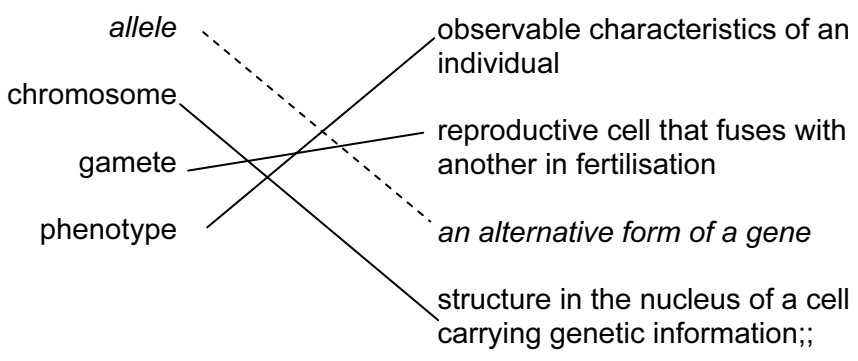 allele
chromosome
gamete
phenotype
observable characteristics of an
individual
reproductive cell that fuses with
another in fertilisation
an alternative form of a gene
structure in the nucleus of a cell
carrying genetic information;;